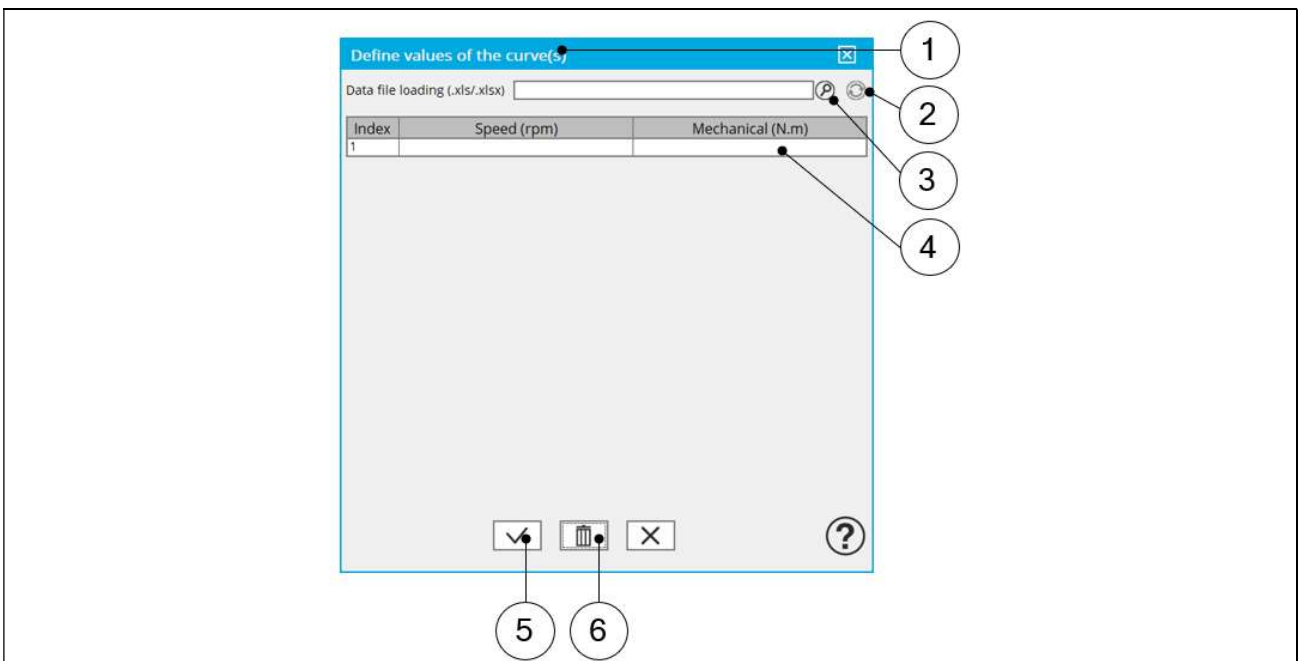 Define values of the curve(s)
1
Data file loading (.xls/.xlsx)
2
Index Speed (rpm) Mechanical (N.m)
1
3
4
?
5 6